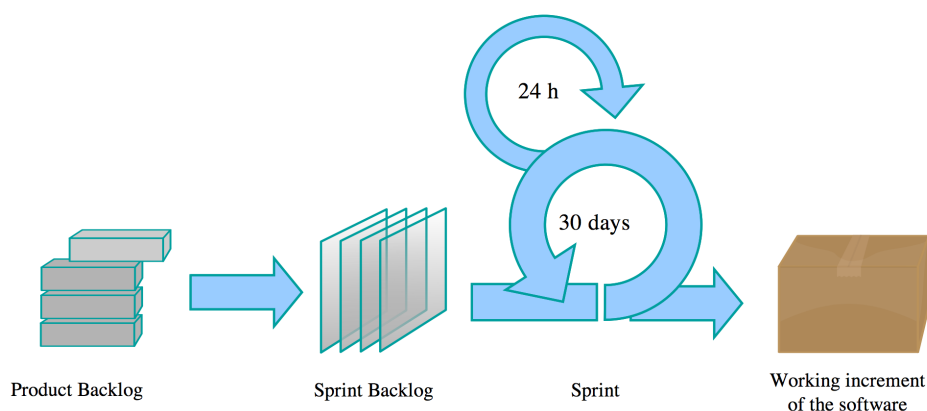 24 h
30 days
Product Backlog
Sprint Backlog
Sprint
Working increment
of the software